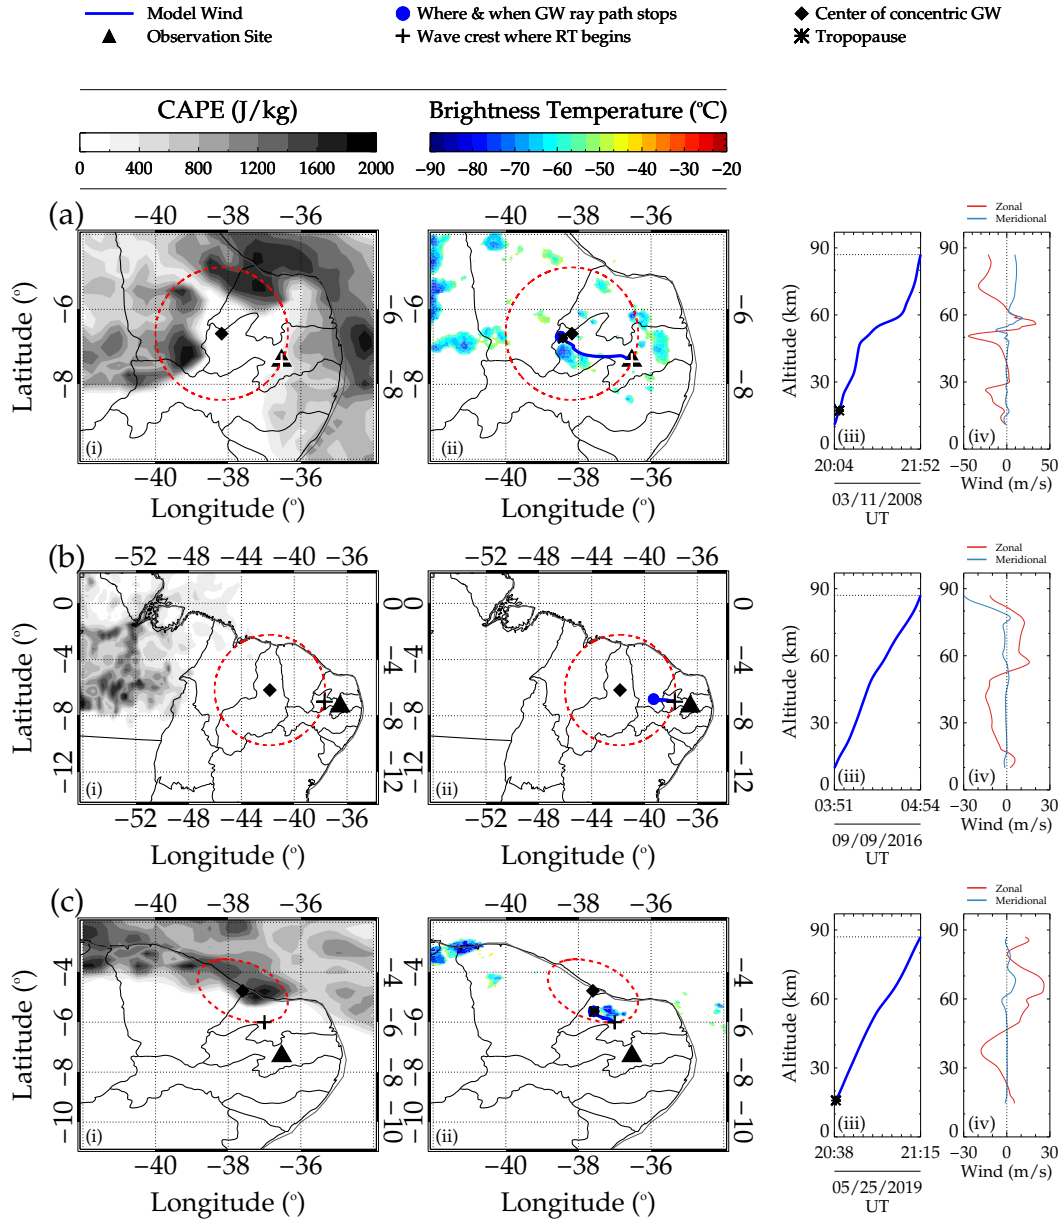 Model Wind
Where & when GW ray path stops
Center of concentric GW
Observation Site
Wave crest where RT begins
Tropopause
CAPE (J/kg)
Brightness Temperature (°C)
0 400 800 1200 1600 2000
−90 −80 −70 −60 −50 −40 −30 −20
(a)
−40 −38 −36
−40 −38 −36
Zonal
Meridional
Latitude (°)
−6
−8
−6
−8
(i)
(ii)
−40 −38 −36
−40 −38 −36
Longitude (°)
Longitude (°)
Altitude (km)
90
60
30
0
(iii)
20:04 21:52
03/11/2008
UT
90
60
30
0
(iv)
−50 0 50
Wind (m/s)
(b)
−52 −48 −44 −40 −36
−52 −48 −44 −40 −36
Zonal
Meridional
Latitude (°)
0
−4
−8
−12
0
−4
−8
−12
(i)
(ii)
−52 −48 −44 −40 −36
−52 −48 −44 −40 −36
Longitude (°)
Longitude (°)
Altitude (km)
90
60
30
0
(iii)
03:51 04:54
09/09/2016
UT
90
60
30
0
(iv)
−30 0 30
Wind (m/s)
(c)
−40 −38 −36
−40 −38 −36
Zonal
Meridional
Latitude (°)
−4
−6
−8
−10
−4
−6
−8
−10
(i)
(ii)
−40 −38 −36
−40 −38 −36
Longitude (°)
Longitude (°)
Altitude (km)
90
60
30
0
(iii)
20:38 21:15
05/25/2019
UT
90
60
30
0
(iv)
−30 0 30
Wind (m/s)